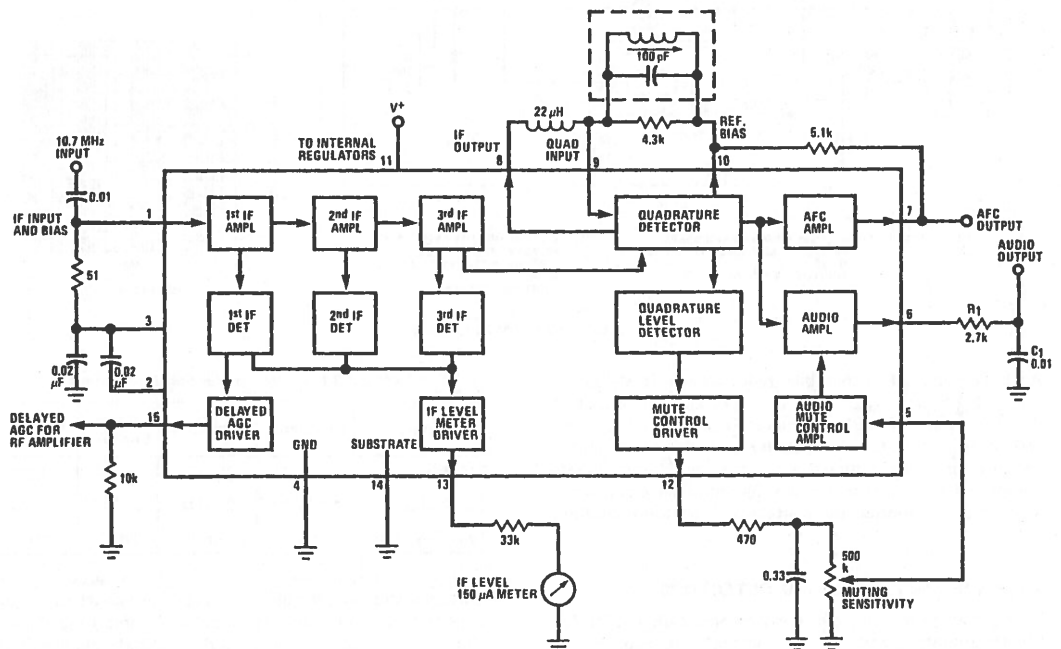 100 pF
22 µH
4.3k
REF.
BIAS
5.1k
V+
TO INTERNAL
REGULATORS
11
IF
OUTPUT
8
QUAD
INPUT
9
10
10.7 MHz
INPUT
0.01
IF INPUT
AND BIAS
1
1st IF
AMPL
2nd IF
AMPL
3rd IF
AMPL
QUADRATURE
DETECTOR
AFC
AMPL
7
AFC
OUTPUT
51
3
1st IF
DET
2nd IF
DET
3rd IF
DET
QUADRATURE
LEVEL
DETECTOR
AUDIO
AMPL
6
AUDIO
OUTPUT
R1
2.7k
C1
0.01
0.02
µF
0.02
µF
2
DELAYED
AGC FOR
RF AMPLIFIER
15
DELAYED
AGC
DRIVER
IF LEVEL
METER
DRIVER
MUTE
CONTROL
DRIVER
AUDIO
MUTE
CONTROL
AMPL
5
10k
GND
4
SUBSTRATE
14
13
12
33k
IF LEVEL
150 µA METER
470
0.33
500
k
MUTING
SENSITIVITY